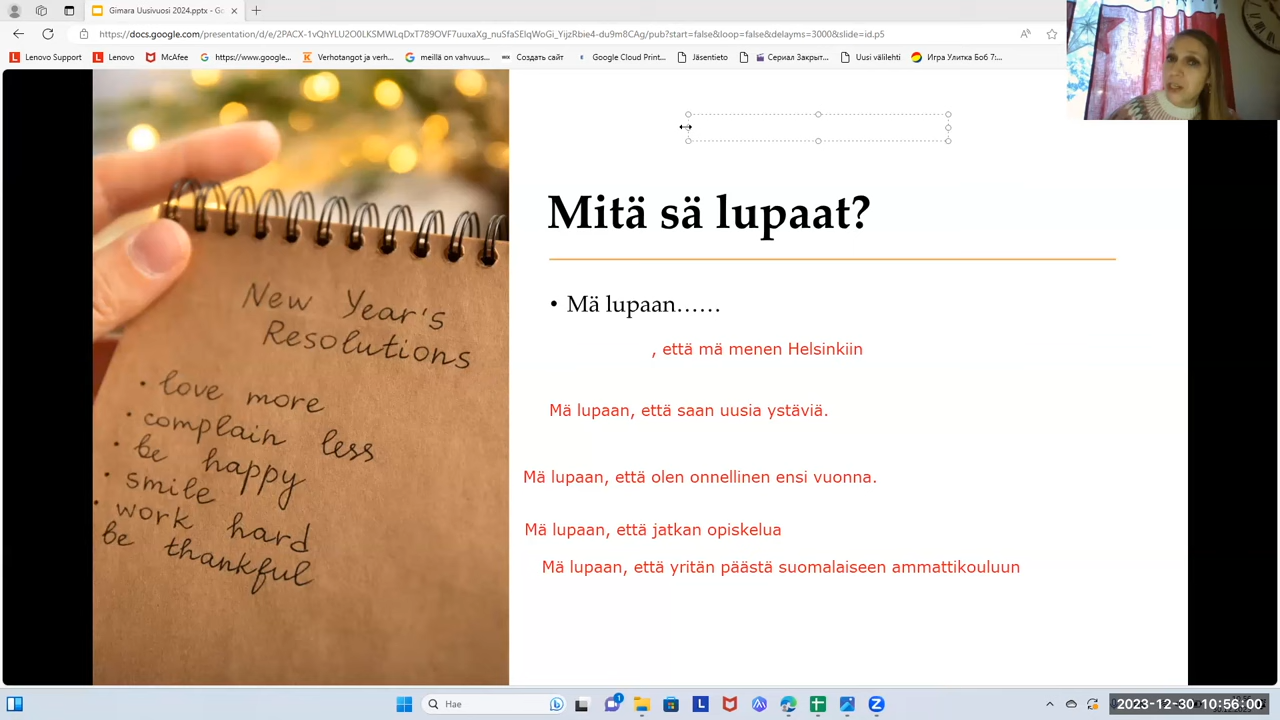 Gimara Uusivuosi 2024.pptx - Go
https://docs.google.com/presentation/d/e/2PACX-1vQhYLU2O0LKSMWLqDxT789OVF7uuxaXg_nuSfaSElqWoGi_YijzRbie4-du9m8CAg/pub?start=false&loop=false&delayms=3000&slide=id.p5
Lenovo Support
Lenovo
McAfee
https://www.google...
Verhotangot ja verh...
meillä on vahvuus...
Создать сайт
Google Cloud Print...
Jäsentieto
Сериал Закрыт...
Uusi välilehti
Игра Улитка Боб 7:...
New Year's
Resolutions
• love more
• complain less
• be happy
• smile
• work hard
be thankful
Mitä sä lupaat?
• Mä lupaan......
, että mä menen Helsinkiin
Mä lupaan, että saan uusia ystäviä.
Mä lupaan, että olen onnellinen ensi vuonna.
Mä lupaan, että jatkan opiskelua
Mä lupaan, että yritän päästä suomalaiseen ammattikouluun
Hae
2023-12-30 10:56:00